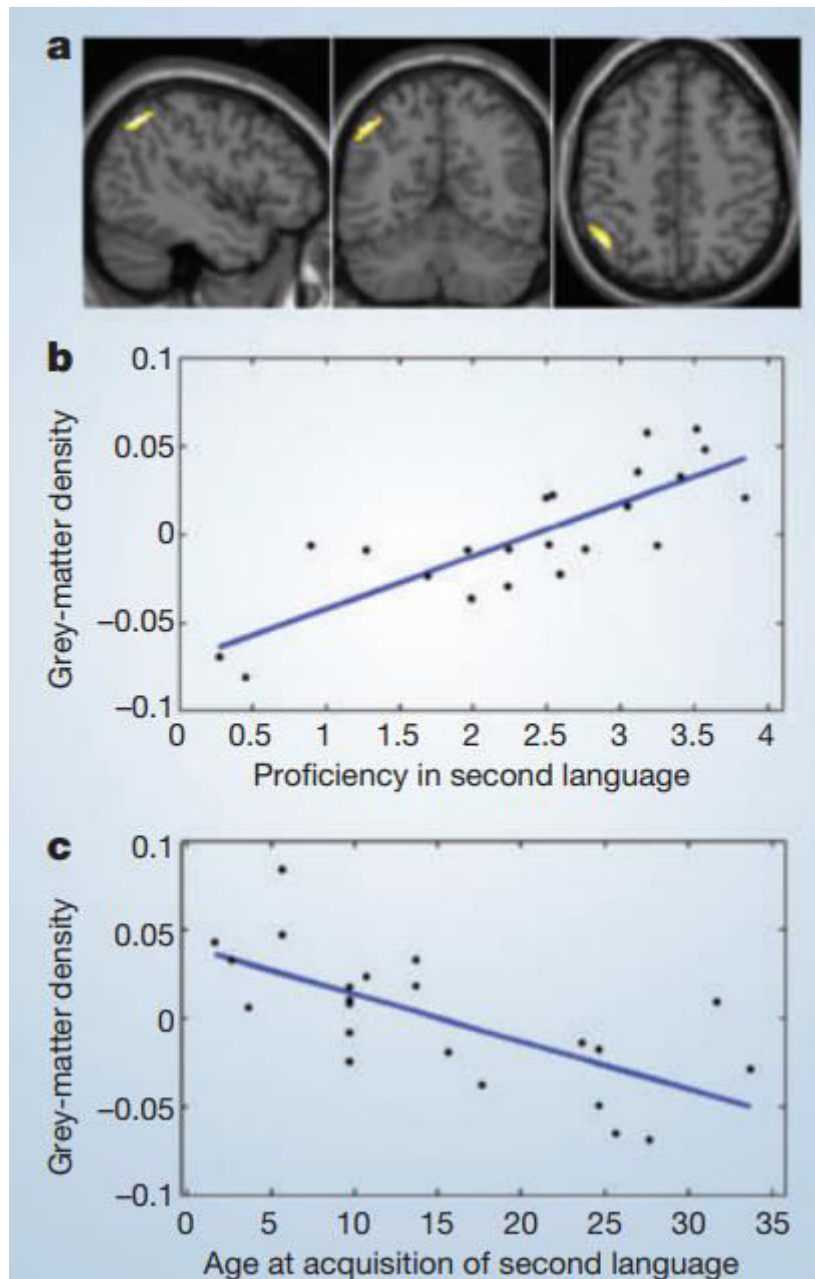 a
b
0.1
0.05
0
−0.05
−0.1
Grey-matter density
0 0.5 1 1.5 2 2.5 3 3.5 4
Proficiency in second language
c
0.1
0.05
0
−0.05
−0.1
Grey-matter density
0 5 10 15 20 25 30 35
Age at acquisition of second language